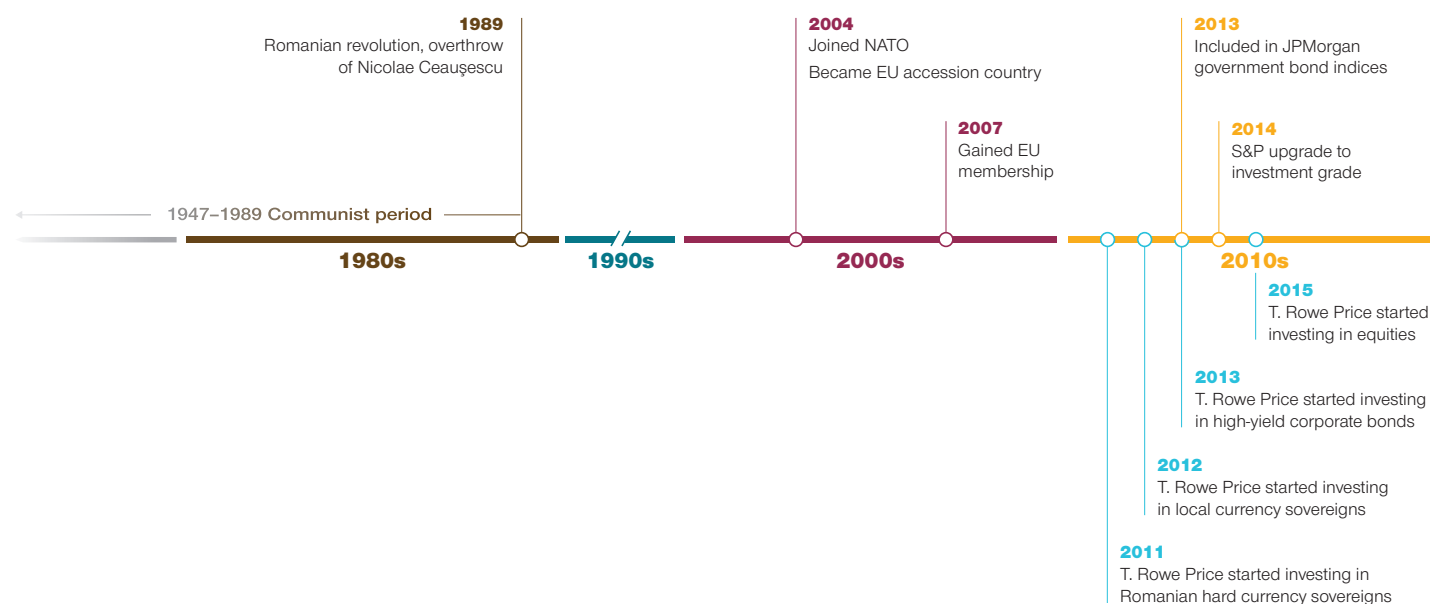 1989
Romanian revolution, overthrow
of Nicolae Ceauşescu
2004
Joined NATO
Became EU accession country
2007
Gained EU
membership
2013
Included in JPMorgan
government bond indices
2014
S&P upgrade to
investment grade
1947–1989 Communist period
1980s
1990s
2000s
2010s
2015
T. Rowe Price started
investing in equities
2013
T. Rowe Price started investing
in high-yield corporate bonds
2012
T. Rowe Price started investing
in local currency sovereigns
2011
T. Rowe Price started investing in
Romanian hard currency sovereigns